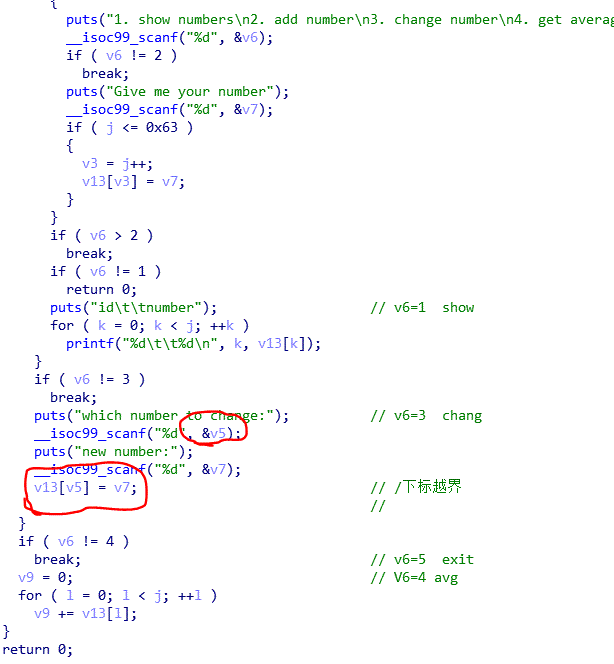 {
puts("1. show numbers\n2. add number\n3. change number\n4. get avera
__isoc99_scanf("%d", &v6);
if ( v6 != 2 )
break;
puts("Give me your number");
__isoc99_scanf("%d", &v7);
if ( j <= 0x63 )
{
v3 = j++;
v13[v3] = v7;
}
}
if ( v6 > 2 )
break;
if ( v6 != 1 )
return 0;
puts("id\t\tnumber"); // v6=1 show
for ( k = 0; k < j; ++k )
printf("%d\t\t%d\n", k, v13[k]);
}
if ( v6 != 3 )
break;
puts("which number to change:"); // v6=3 chang
__isoc99_scanf("%d", &v5);
puts("new number:");
__isoc99_scanf("%d", &v7);
v13[v5] = v7; // /下标越界
//
}
if ( v6 != 4 )
break; // v6=5 exit
v9 = 0; // V6=4 avg
for ( l = 0; l < j; ++l )
v9 += v13[l];
}
return 0;